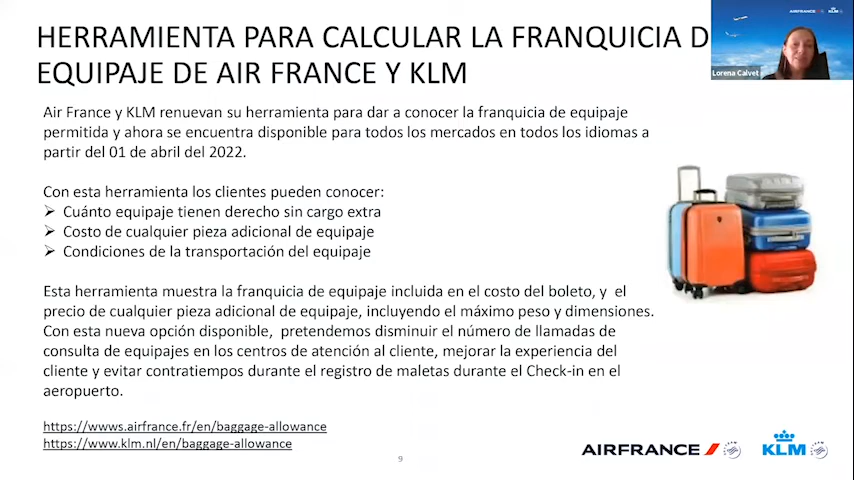 HERRAMIENTA PARA CALCULAR LA FRANQUICIA D
EQUIPAJE DE AIR FRANCE Y KLM
AIRFRANCE
KLM
Lorena Calvet
Air France y KLM renuevan su herramienta para dar a conocer la franquicia de equipaje
permitida y ahora se encuentra disponible para todos los mercados en todos los idiomas a
partir del 01 de abril del 2022.
Con esta herramienta los clientes pueden conocer:
➢ Cuánto equipaje tienen derecho sin cargo extra
➢ Costo de cualquier pieza adicional de equipaje
➢ Condiciones de la transportación del equipaje
Esta herramienta muestra la franquicia de equipaje incluida en el costo del boleto, y el
precio de cualquier pieza adicional de equipaje, incluyendo el máximo peso y dimensiones.
Con esta nueva opción disponible, pretendemos disminuir el número de llamadas de
consulta de equipajes en los centros de atención al cliente, mejorar la experiencia del
cliente y evitar contratiempos durante el registro de maletas durante el Check-in en el
aeropuerto.
https://wwws.airfrance.fr/en/baggage-allowance
https://www.klm.nl/en/baggage-allowance
9
AIRFRANCE
KLM